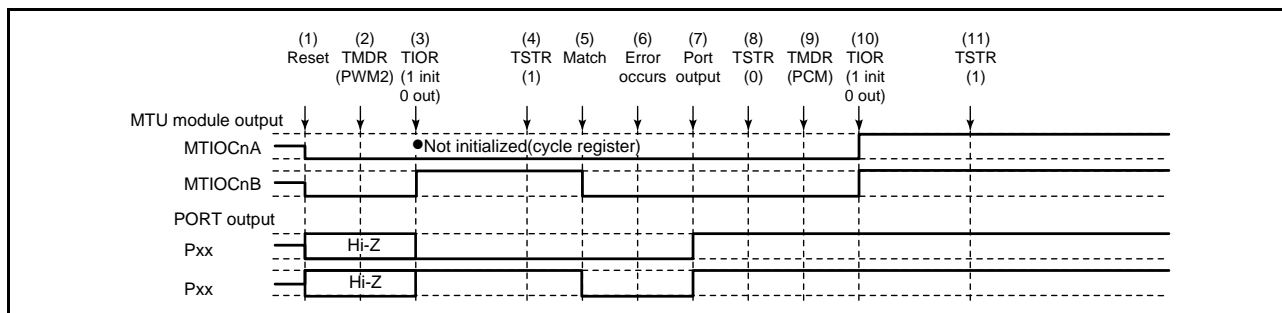 (1) (2) (3) (4) (5) (6) (7) (8) (9) (10) (11)
Reset TMDR TIOR TSTR Match Error Port TSTR TMDR TIOR TSTR
(PWM2) (1 init (1) occurs output (0) (PCM) (1 init (1)
0 out) 0 out)
MTU module output
MTIOCnA ●Not initialized(cycle register)
MTIOCnB
PORT output
Pxx Hi-Z
Pxx Hi-Z